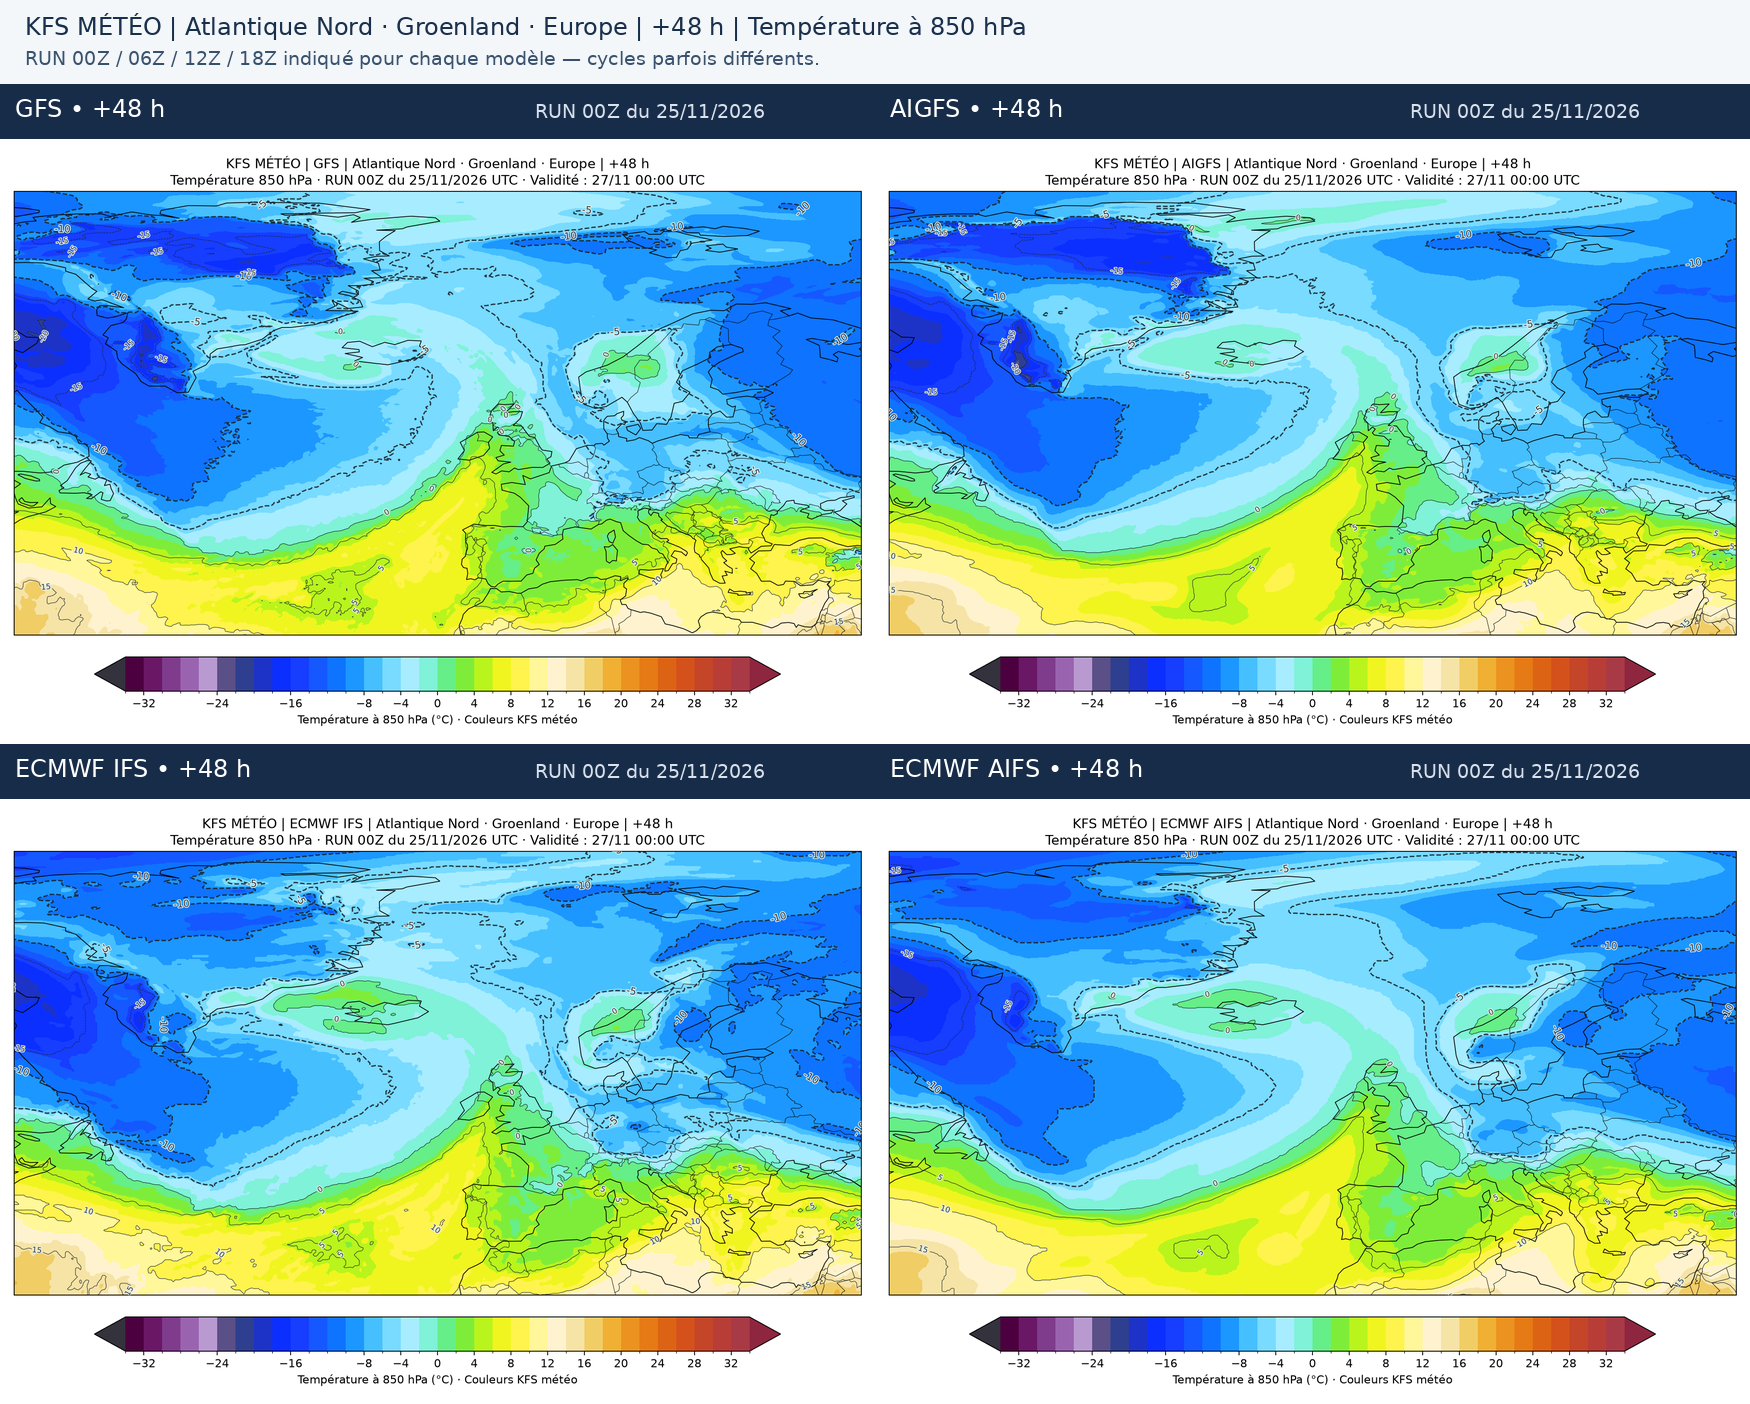 KFS MÉTÉO | Atlantique Nord · Groenland · Europe | +48 h | Température à 850 hPa
RUN 00Z / 06Z / 12Z / 18Z indiqué pour chaque modèle — cycles parfois différents.
GFS • +48 h
RUN 00Z du 25/11/2026
AIGFS • +48 h
RUN 00Z du 25/11/2026
KFS MÉTÉO | GFS | Atlantique Nord · Groenland · Europe | +48 h
Température 850 hPa · RUN 00Z du 25/11/2026 UTC · Validité : 27/11 00:00 UTC
KFS MÉTÉO | AIGFS | Atlantique Nord · Groenland · Europe | +48 h
Température 850 hPa · RUN 00Z du 25/11/2026 UTC · Validité : 27/11 00:00 UTC
−32 −24 −16 −8 −4 0 4 8 12 16 20 24 28 32
Température à 850 hPa (°C) · Couleurs KFS météo
−32 −24 −16 −8 −4 0 4 8 12 16 20 24 28 32
Température à 850 hPa (°C) · Couleurs KFS météo
ECMWF IFS • +48 h
RUN 00Z du 25/11/2026
ECMWF AIFS • +48 h
RUN 00Z du 25/11/2026
KFS MÉTÉO | ECMWF IFS | Atlantique Nord · Groenland · Europe | +48 h
Température 850 hPa · RUN 00Z du 25/11/2026 UTC · Validité : 27/11 00:00 UTC
KFS MÉTÉO | ECMWF AIFS | Atlantique Nord · Groenland · Europe | +48 h
Température 850 hPa · RUN 00Z du 25/11/2026 UTC · Validité : 27/11 00:00 UTC
−32 −24 −16 −8 −4 0 4 8 12 16 20 24 28 32
Température à 850 hPa (°C) · Couleurs KFS météo
−32 −24 −16 −8 −4 0 4 8 12 16 20 24 28 32
Température à 850 hPa (°C) · Couleurs KFS météo